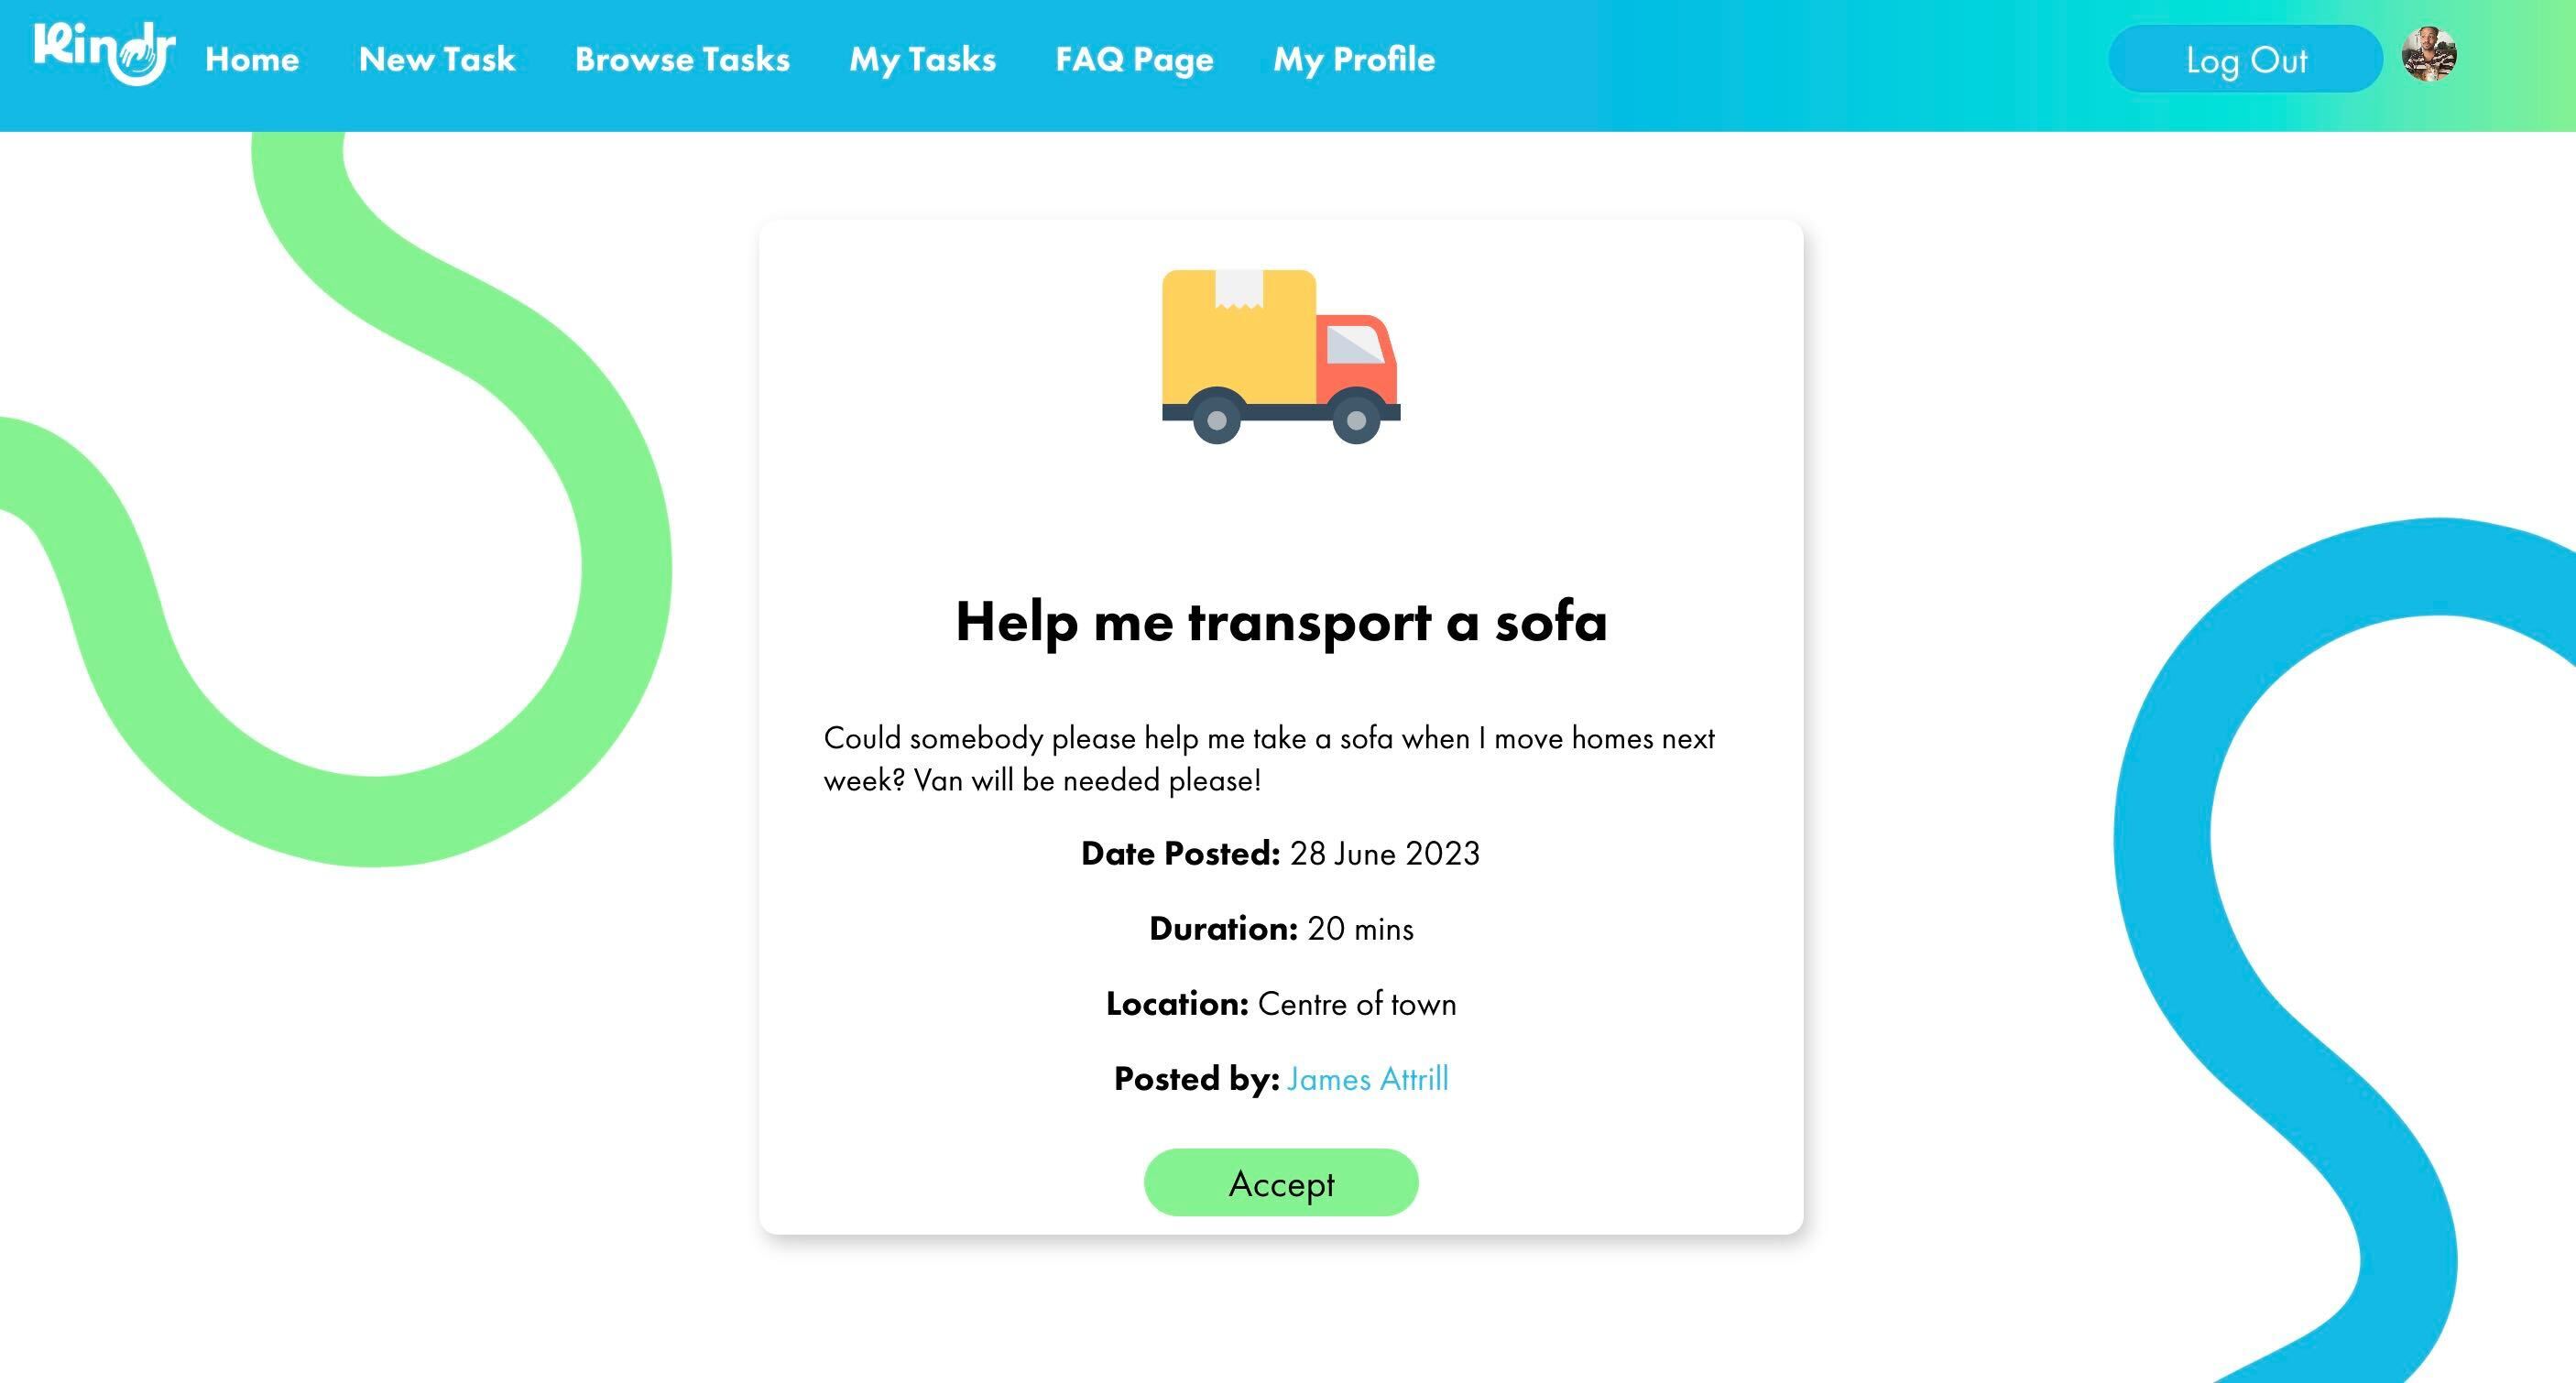 Kindr
Home
New Task
Browse Tasks
My Tasks
FAQ Page
My Profile
Log Out
Help me transport a sofa
Could somebody please help me take a sofa when I move homes next
week? Van will be needed please!
Date Posted: 28 June 2023
Duration: 20 mins
Location: Centre of town
Posted by: James Attrill
Accept